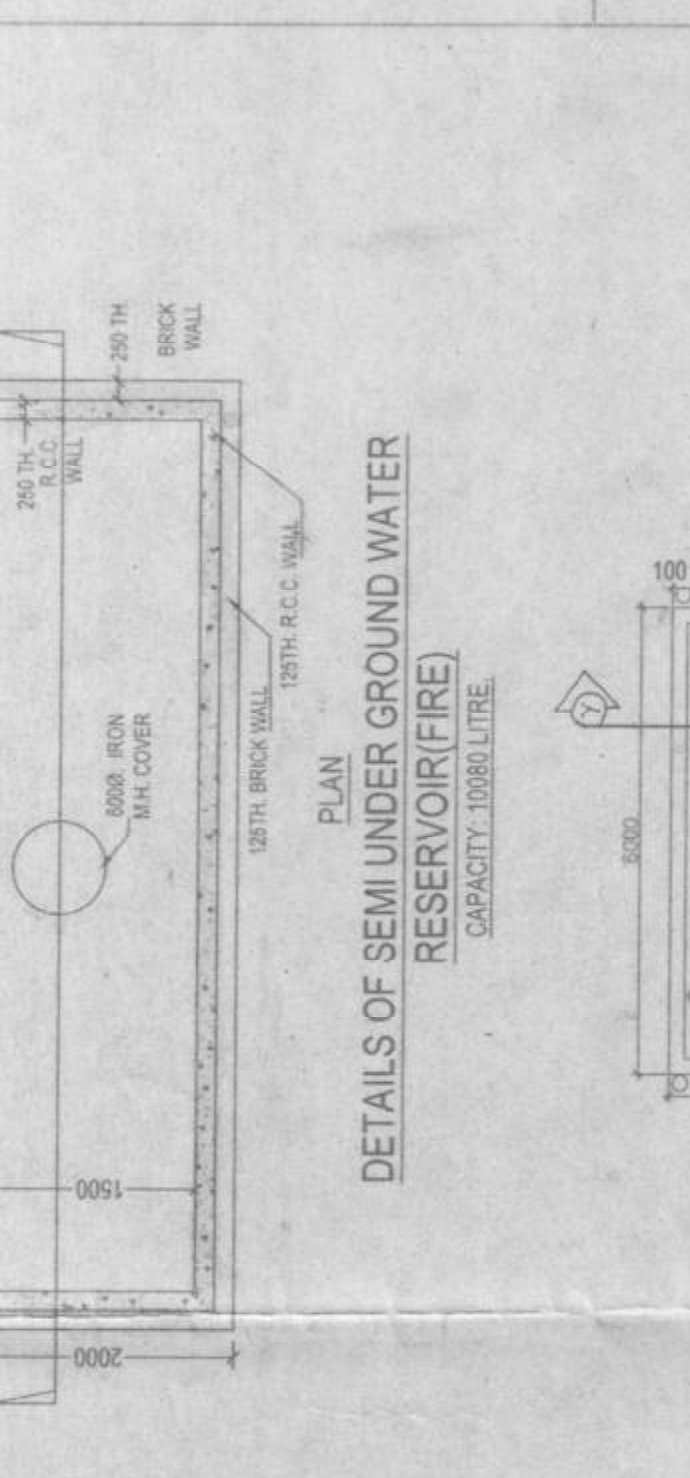 250 TH.
BRICK
WALL
250 TH.
R.C.C.
WALL
600Ø. IRON
M.H. COVER
125TH. R.C.C. WALL
125TH. BRICK WALL
1500
2000
PLAN
DETAILS OF SEMI UNDER GROUND WATER
RESERVOIR(FIRE)
CAPACITY: 10080 LITRE.
100
Y
6000